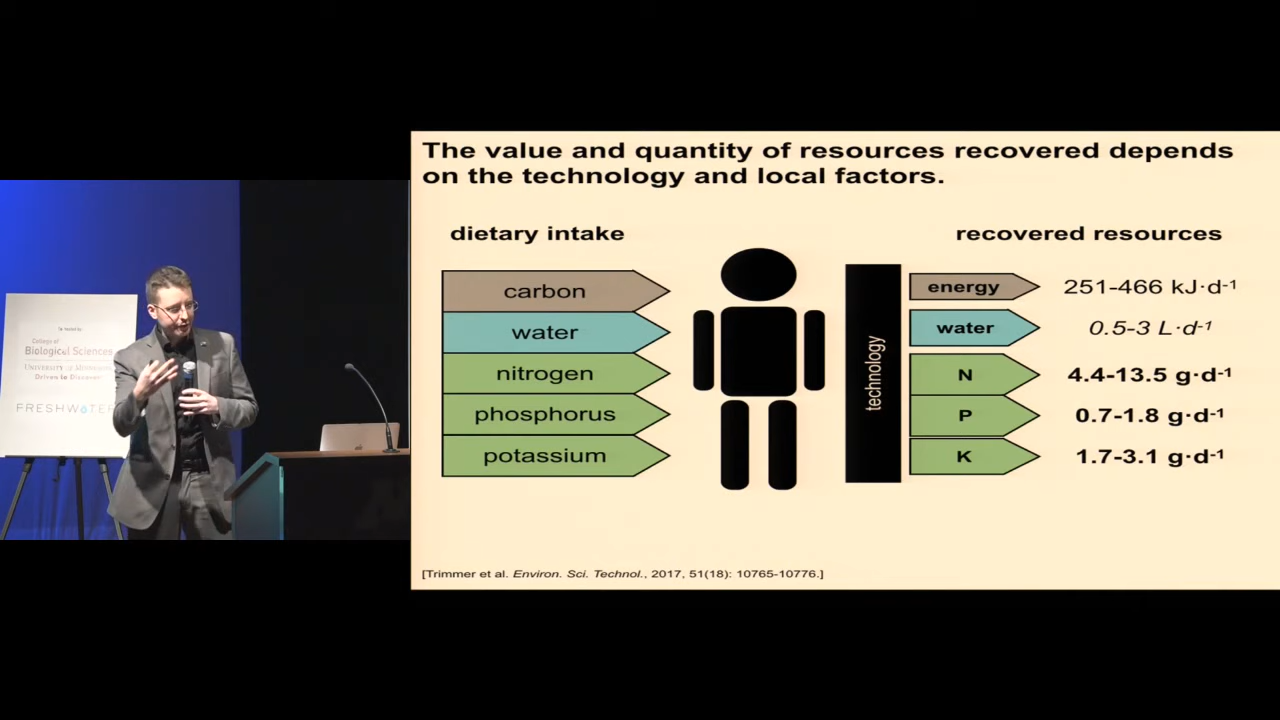 The value and quantity of resources recovered depends
on the technology and local factors.
dietary intake
carbon
water
nitrogen
phosphorus
potassium
technology
recovered resources
energy 251-466 kJ·d-1
water 0.5-3 L·d-1
N 4.4-13.5 g·d-1
P 0.7-1.8 g·d-1
K 1.7-3.1 g·d-1
[Trimmer et al. Environ. Sci. Technol., 2017, 51(18): 10765-10776.]
College of
Biological Sciences
UNIVERSITY OF
Driven to Discover
FRESHWATER